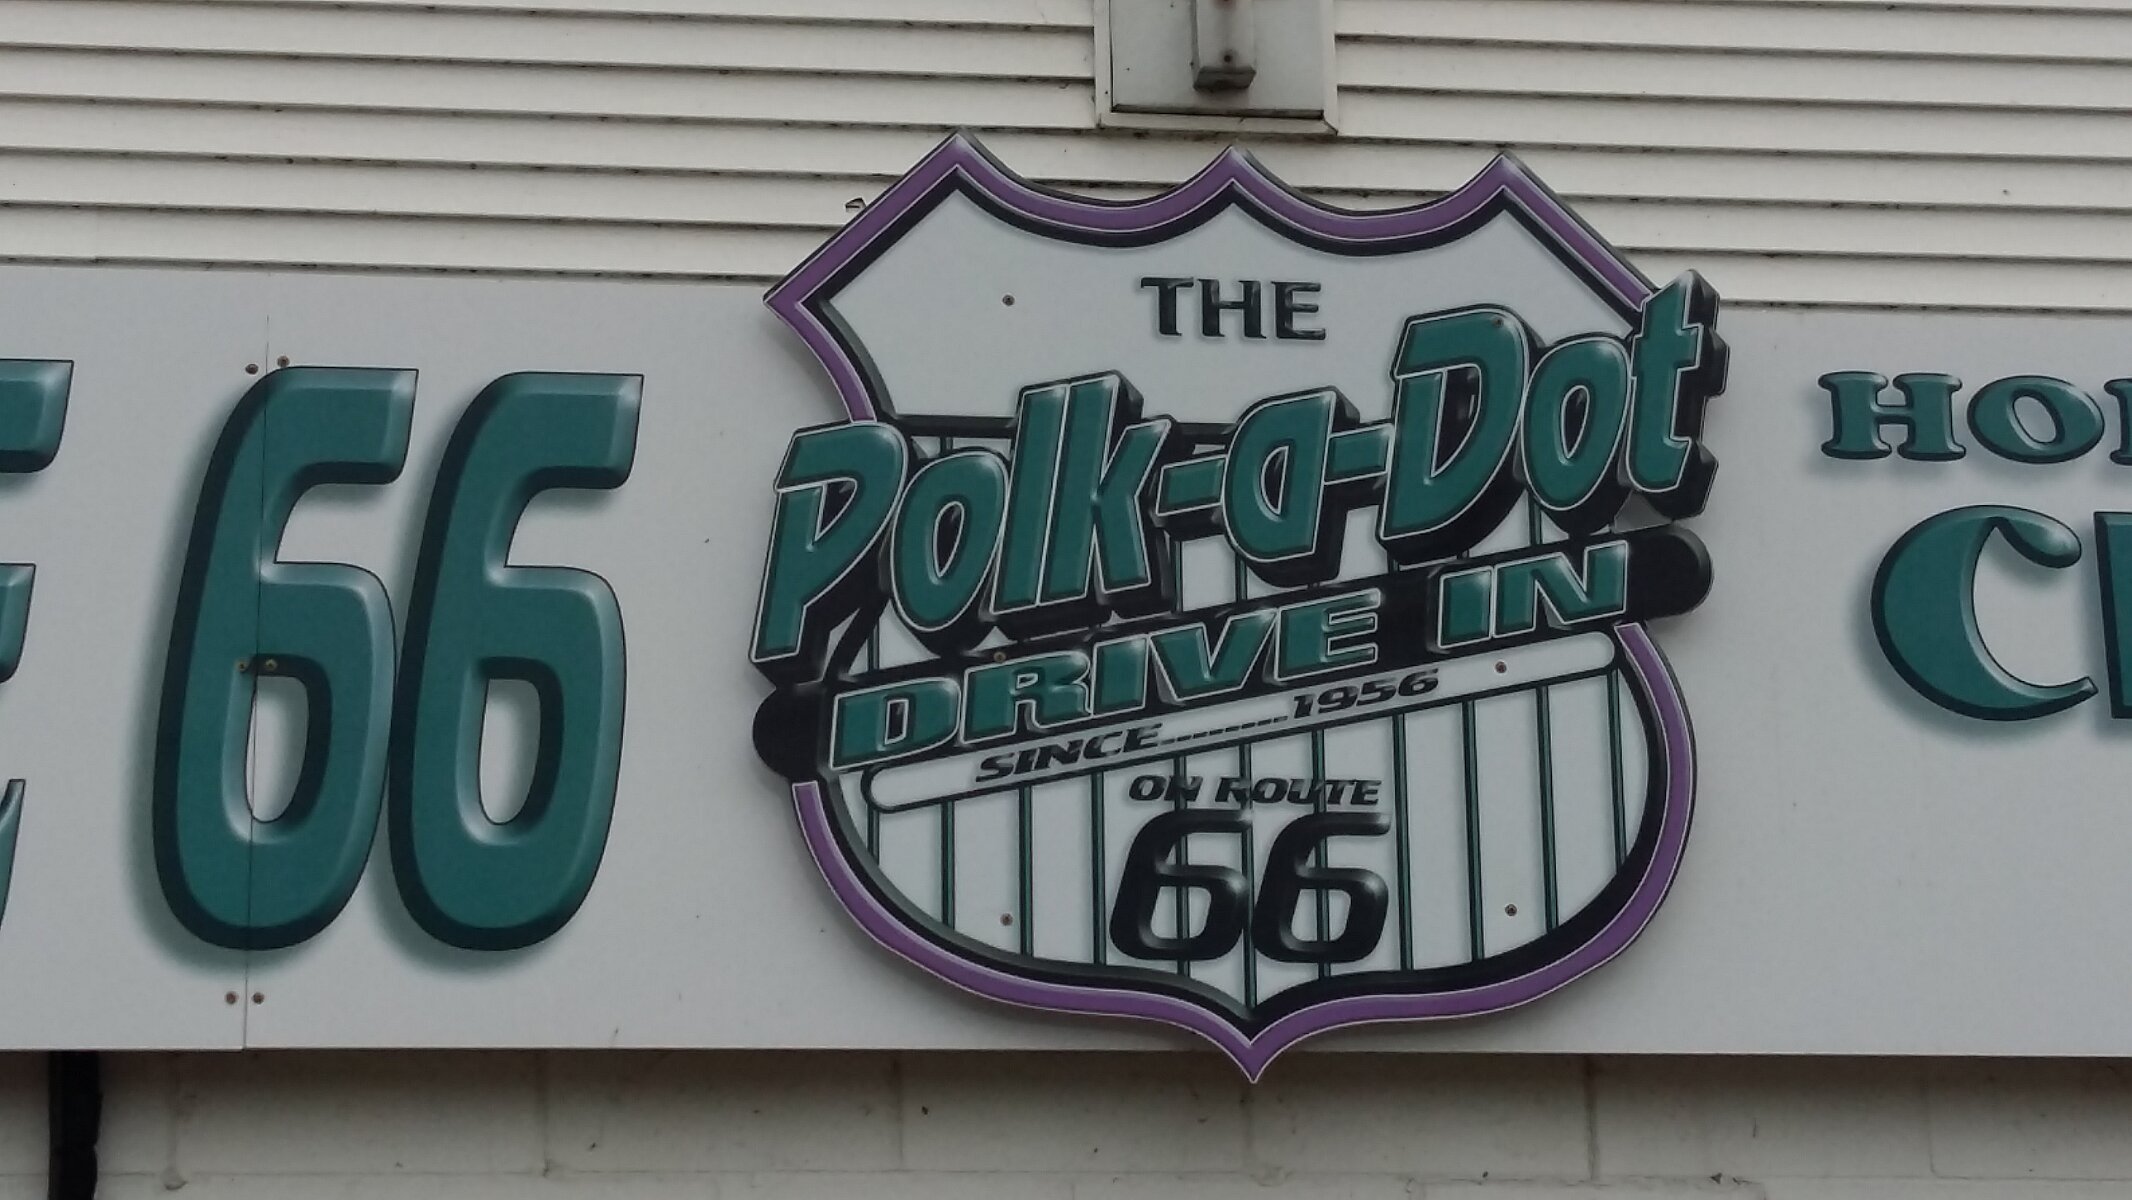 66
THE
Polk-a-Dot
DRIVE IN
SINCE........1956
ON ROUTE
66